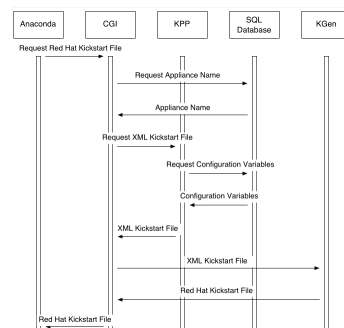 Anaconda
CGI
KPP
SQL
Database
KGen
Request Red Hat Kickstart File
Request Appliance Name
Appliance Name
Request XML Kickstart File
Request Configuration Variables
Configuration Variables
XML Kickstart File
XML Kickstart File
Red Hat Kickstart File
Red Hat Kickstart File